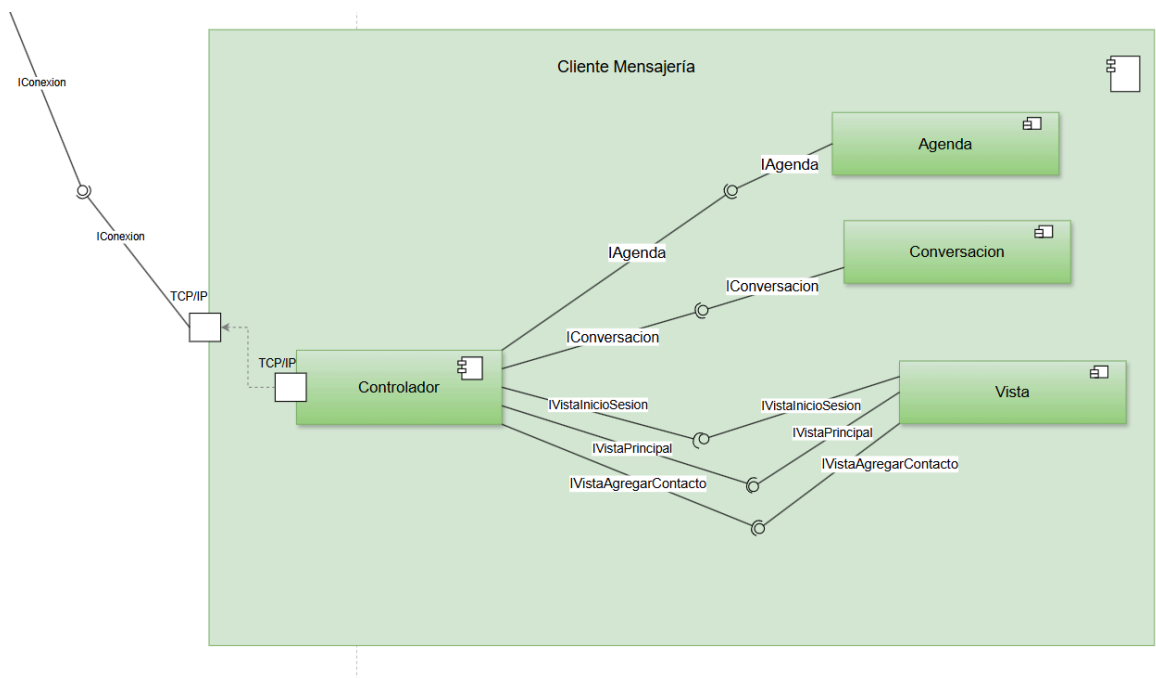 Cliente Mensajería
IConexion
Agenda
IAgenda
IConexion
Conversacion
IAgenda
IConversacion
TCP/IP
IConversacion
TCP/IP
Controlador
Vista
IVistaInicioSesion
IVistaInicioSesion
IVistaPrincipal
IVistaPrincipal
IVistaAgregarContacto
IVistaAgregarContacto